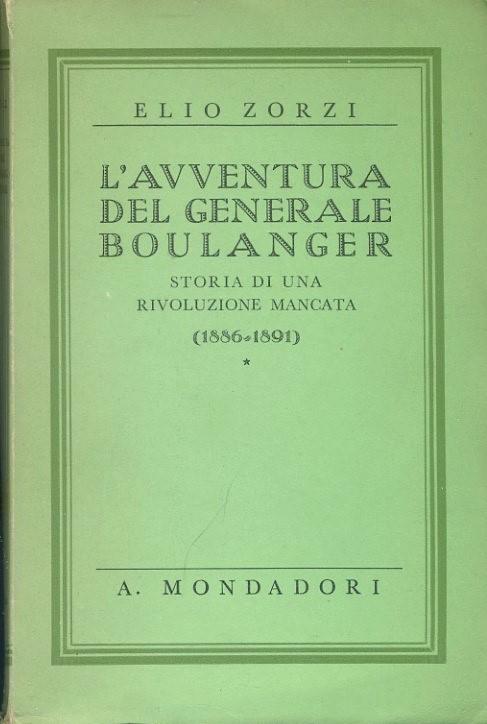 ELIO ZORZI
L'AVVENTURA
DEL GENERALE
BOULANGER
STORIA DI UNA
RIVOLUZIONE MANCATA
(1886-1891)
*
A. MONDADORI